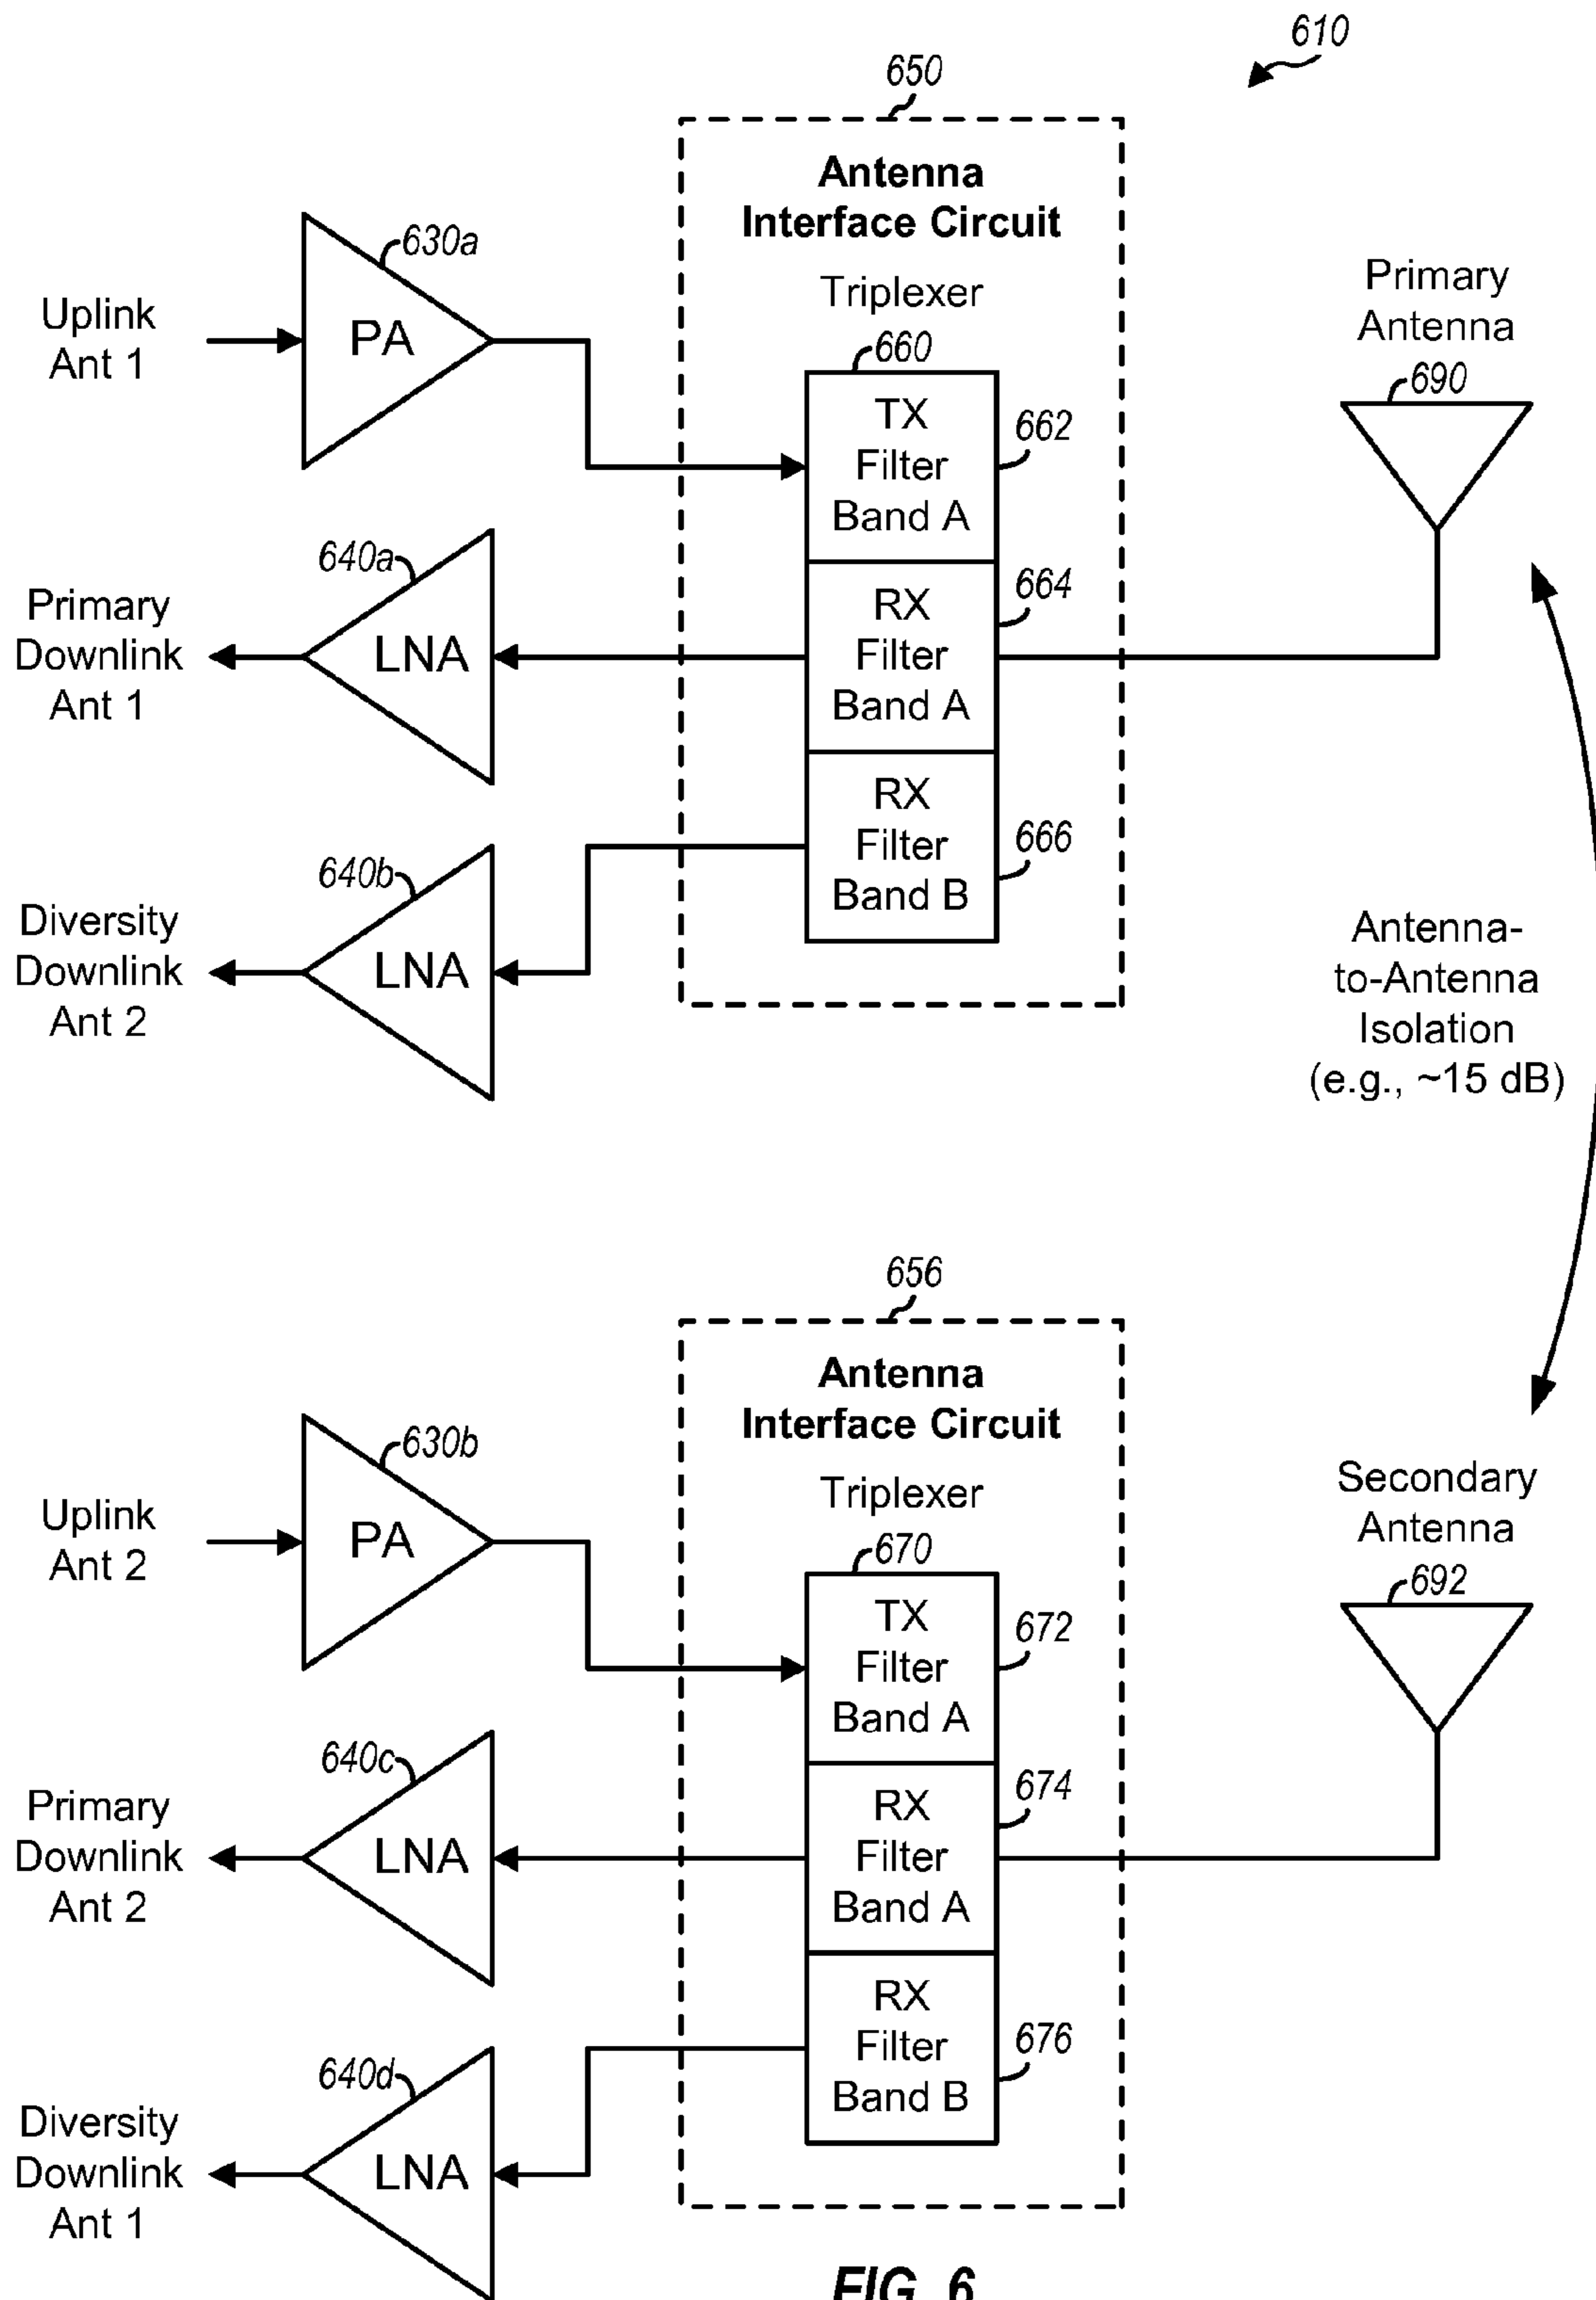 610
650
Antenna
Interface Circuit
630a
Uplink
Ant 1
PA
Triplexer
660
TX
Filter
Band A
662
Primary
Antenna
690
640a
Primary
Downlink
Ant 1
LNA
RX
Filter
Band A
664
640b
Diversity
Downlink
Ant 2
LNA
RX
Filter
Band B
666
Antenna-
to-Antenna
Isolation
(e.g., ~15 dB)
656
Antenna
Interface Circuit
630b
Uplink
Ant 2
PA
Triplexer
670
TX
Filter
Band A
672
Secondary
Antenna
692
640c
Primary
Downlink
Ant 2
LNA
RX
Filter
Band A
674
640d
Diversity
Downlink
Ant 1
LNA
RX
Filter
Band B
676
FIG. 6